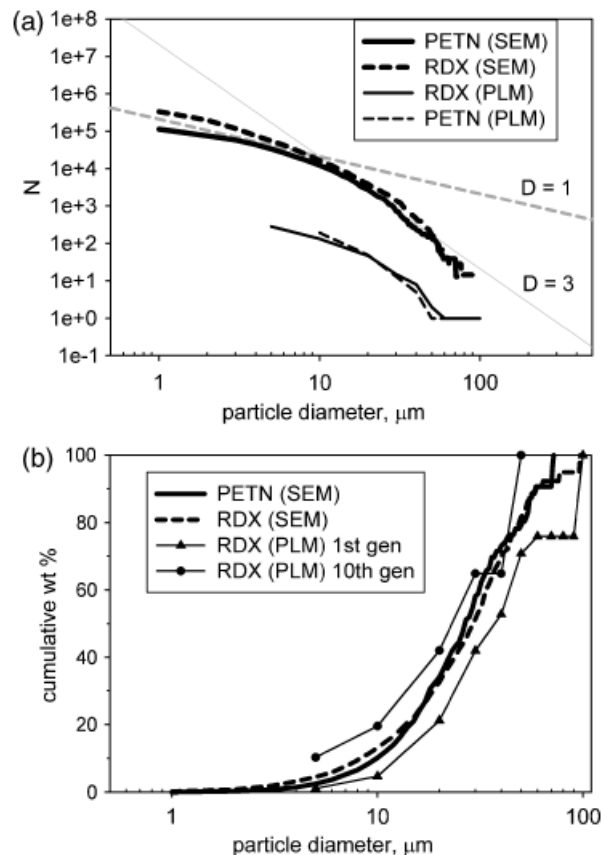 (a)
1e+8
1e+7
1e+6
1e+5
1e+4
1e+3
1e+2
1e+1
1e+0
1e-1
N
PETN (SEM)
RDX (SEM)
RDX (PLM)
PETN (PLM)
D = 1
D = 3
1 10 100
particle diameter, μm
(b)
100
80
60
40
20
0
cumulative wt %
PETN (SEM)
RDX (SEM)
RDX (PLM) 1st gen
RDX (PLM) 10th gen
1 10 100
particle diameter, μm